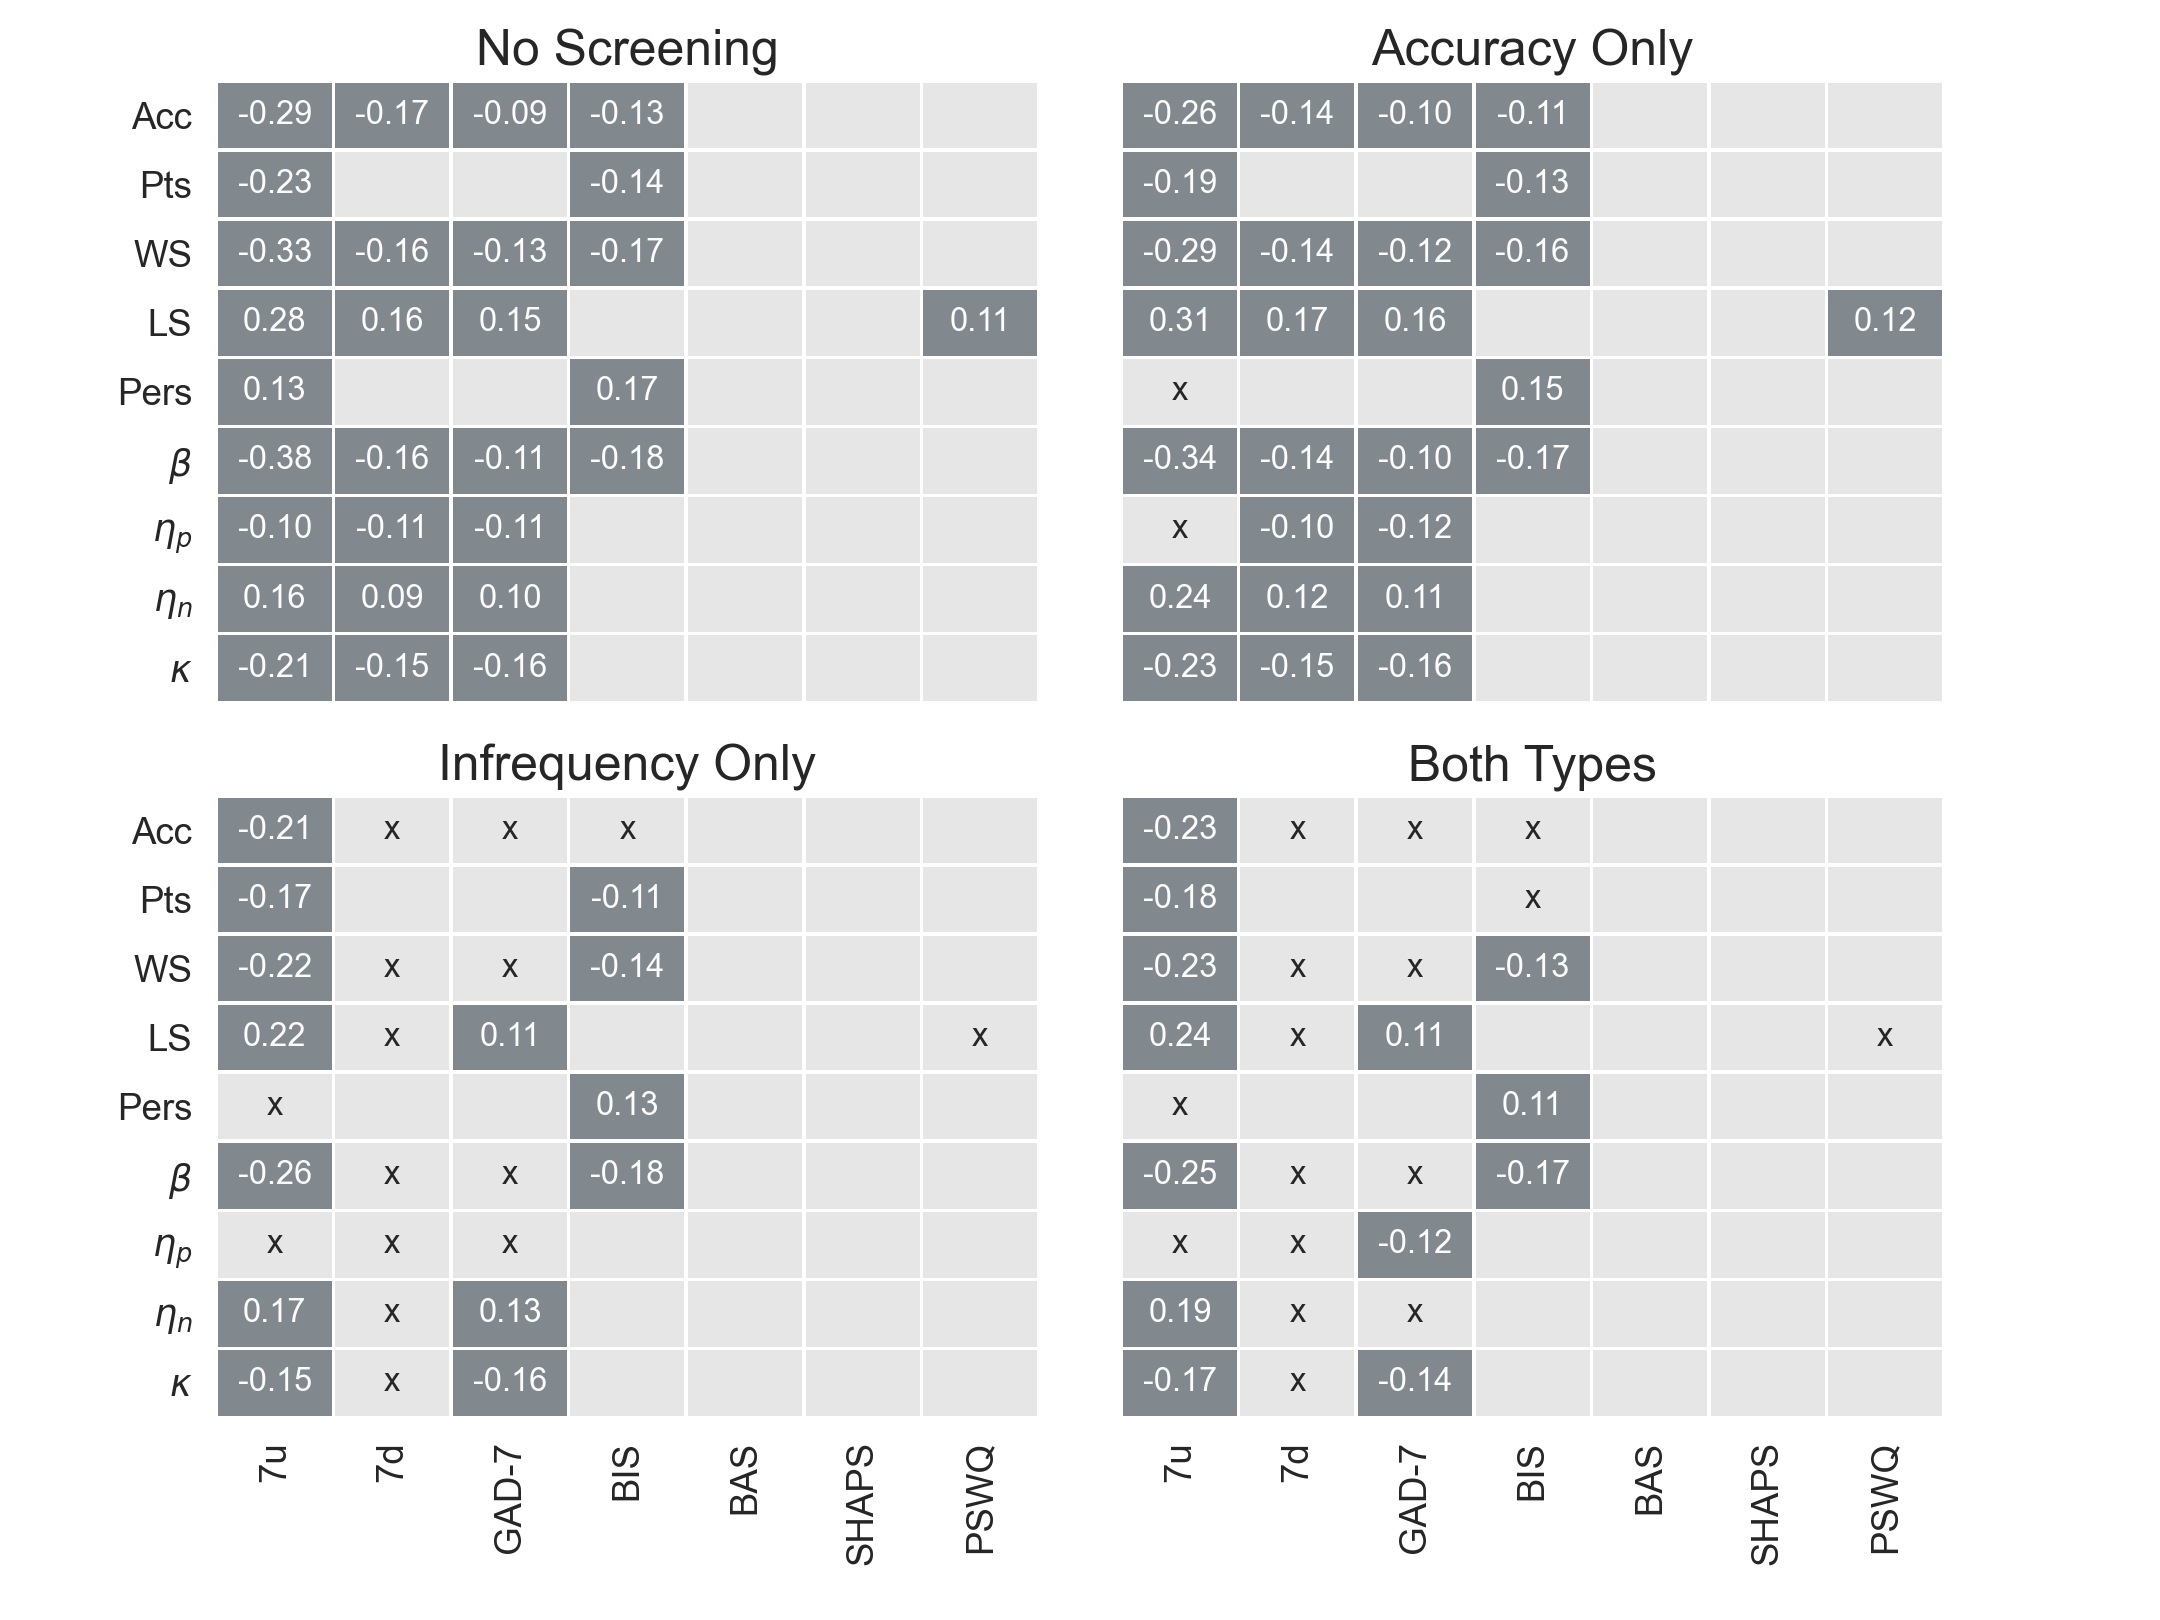 No Screening Accuracy Only
Acc -0.29 -0.17 -0.09 -0.13 -0.26 -0.14 -0.10 -0.11
Pts -0.23 -0.14 -0.19 -0.13
WS -0.33 -0.16 -0.13 -0.17 -0.29 -0.14 -0.12 -0.16
LS 0.28 0.16 0.15 0.11 0.31 0.17 0.16 0.12
Pers 0.13 0.17 x 0.15
β -0.38 -0.16 -0.11 -0.18 -0.34 -0.14 -0.10 -0.17
ηp -0.10 -0.11 -0.11 x -0.10 -0.12
ηn 0.16 0.09 0.10 0.24 0.12 0.11
κ -0.21 -0.15 -0.16 -0.23 -0.15 -0.16
Infrequency Only Both Types
Acc -0.21 x x x -0.23 x x x
Pts -0.17 -0.11 -0.18 x
WS -0.22 x x -0.14 -0.23 x x -0.13
LS 0.22 x 0.11 x 0.24 x 0.11 x
Pers x 0.13 x 0.11
β -0.26 x x -0.18 -0.25 x x -0.17
ηp x x x x x -0.12
ηn 0.17 x 0.13 0.19 x x
κ -0.15 x -0.16 -0.17 x -0.14
7u 7d GAD-7 BIS BAS SHAPS PSWQ 7u 7d GAD-7 BIS BAS SHAPS PSWQ